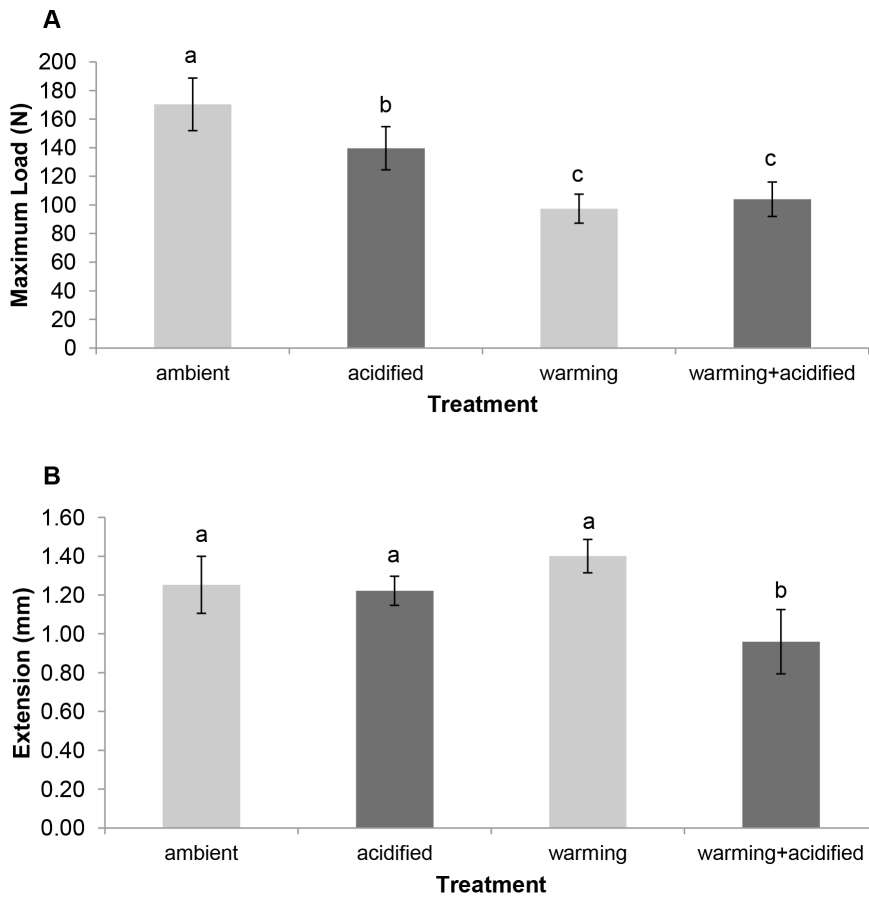 A
Maximum Load (N)
200
180
160
140
120
100
80
60
40
20
0
a
b
c
c
ambient
acidified
warming
warming+acidified
Treatment
B
Extension (mm)
1.60
1.40
1.20
1.00
0.80
0.60
0.40
0.20
0.00
a
a
a
b
ambient
acidified
warming
warming+acidified
Treatment